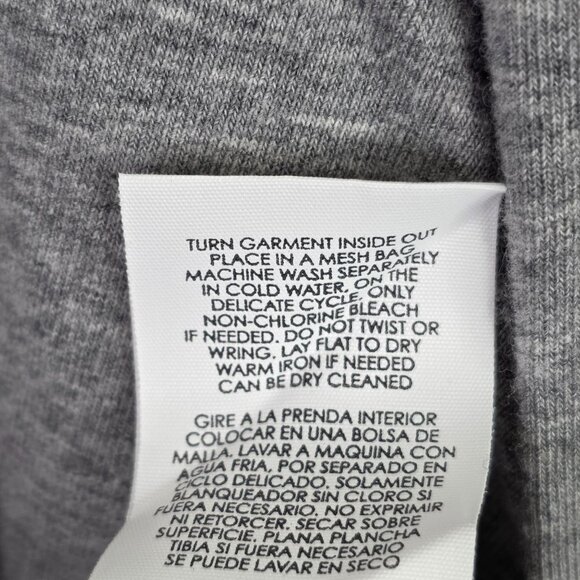 TURN GARMENT INSIDE OUT
PLACE IN A MESH BAG
MACHINE WASH SEPARATELY
IN COLD WATER. ON THE
DELICATE CYCLE. ONLY
NON-CHLORINE BLEACH
IF NEEDED. DO NOT TWIST OR
WRING. LAY FLAT TO DRY
WARM IRON IF NEEDED
CAN BE DRY CLEANED
GIRE A LA PRENDA INTERIOR
COLOCAR EN UNA BOLSA DE
MALLA. LAVAR A MAQUINA CON
AGUA FRIA, POR SEPARADO EN
CICLO DELICADO. SOLAMENTE
BLANQUEADOR SIN CLORO SI
FUERA NECESARIO. NO EXPRIMIR
NI RETORCER. SECAR SOBRE
SUPERFICIE. PLANA PLANCHA
TIBIA SI FUERA NECESARIO
SE PUEDE LAVAR EN SECO